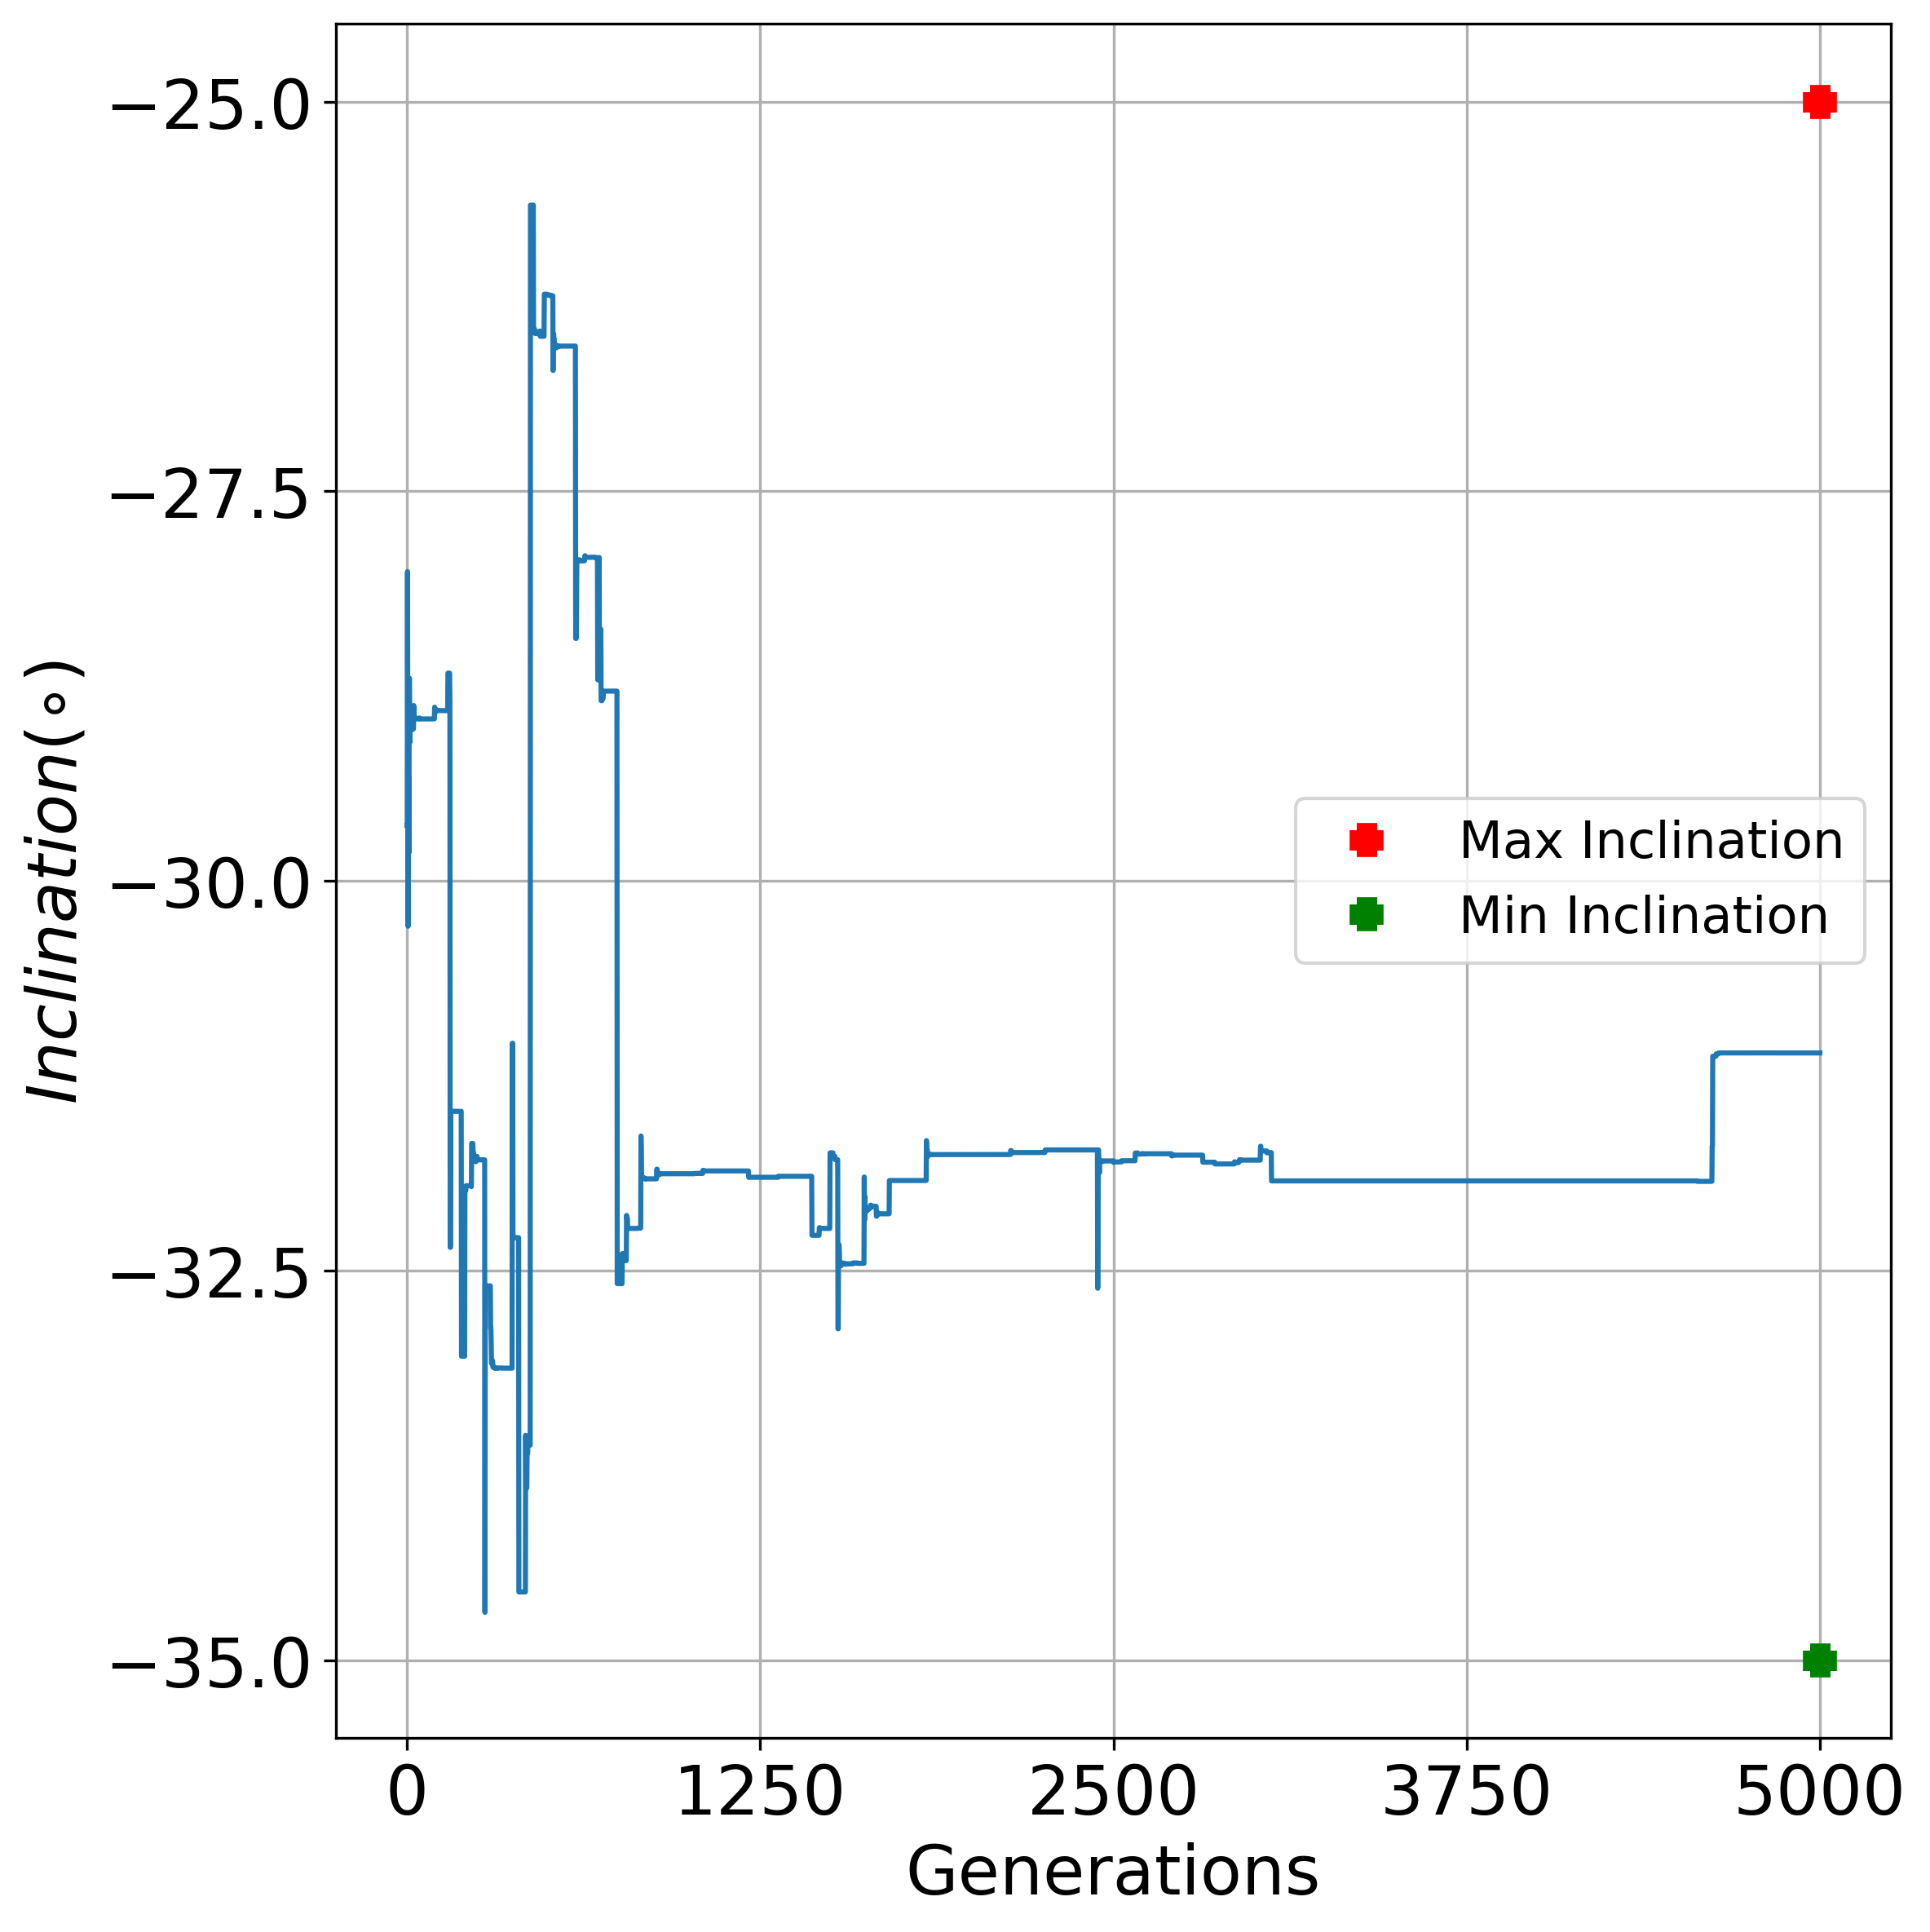 −25.0
−27.5
−30.0
−32.5
−35.0
Inclination(∘)
Max Inclination
Min Inclination
0 1250 2500 3750 5000
Generations